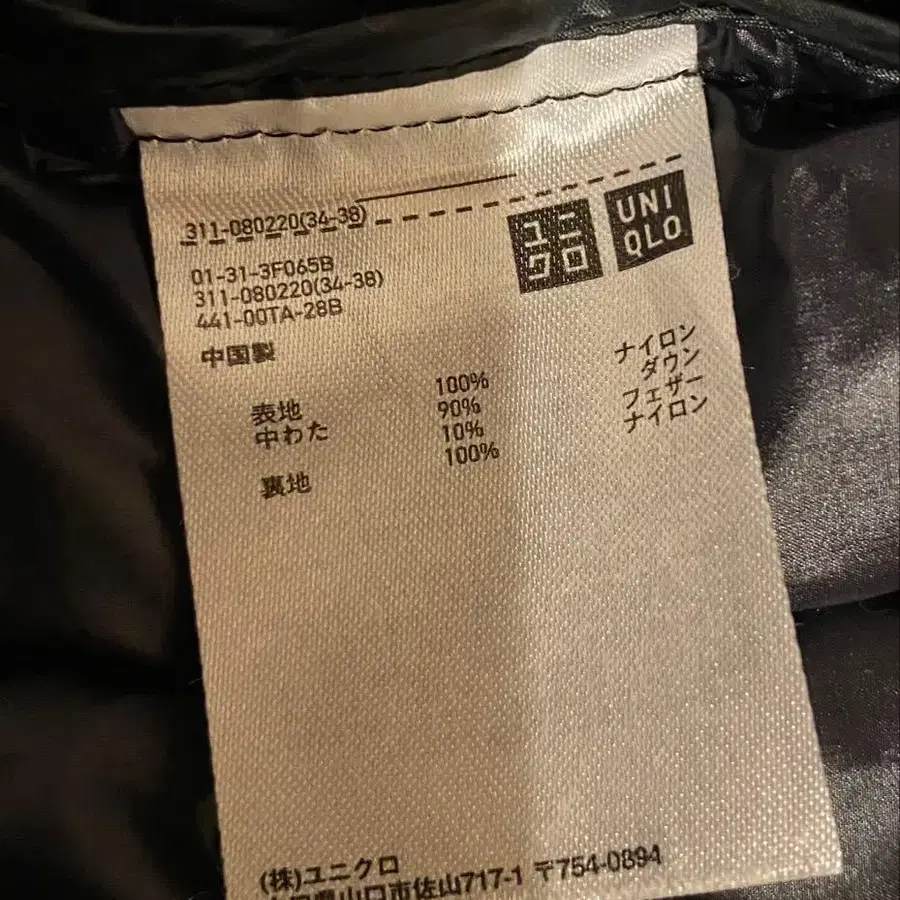 311-080220(34-38)
ユニ
クロ
UNI
QLO
01-31-3F065B
311-080220(34-38)
441-00TA-28B
中国製
表地 100% ナイロン
中わた 90% ダウン
10% フェザー
裏地 100% ナイロン
(株)ユニクロ
山口市佐山717-1 〒754-0894